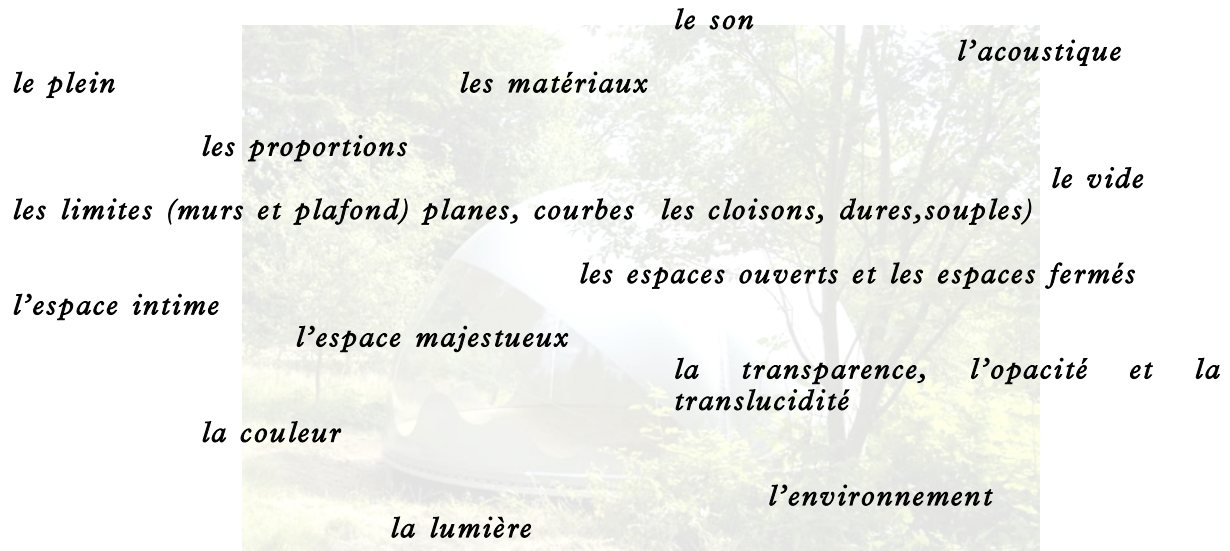 le son
l’acoustique
le plein les matériaux
les proportions
le vide
les limites (murs et plafond) planes, courbes les cloisons, dures,souples)
les espaces ouverts et les espaces fermés
l’espace intime
l’espace majestueux
la transparence, l’opacité et la
translucidité
la couleur
l’environnement
la lumière